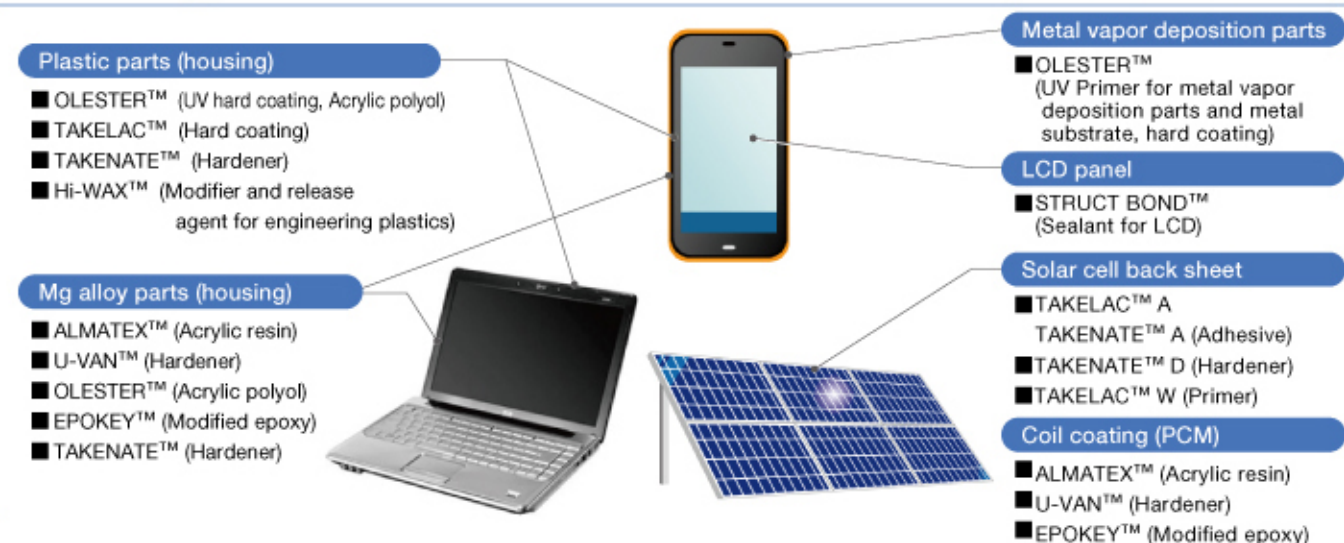 Plastic parts (housing)
■ OLESTER™ (UV hard coating, Acrylic polyol)
■ TAKELAC™ (Hard coating)
■ TAKENATE™ (Hardener)
■ Hi-WAX™ (Modifier and release
agent for engineering plastics)
Mg alloy parts (housing)
■ ALMATEX™ (Acrylic resin)
■ U-VAN™ (Hardener)
■ OLESTER™ (Acrylic polyol)
■ EPOKEY™ (Modified epoxy)
■ TAKENATE™ (Hardener)
Metal vapor deposition parts
■ OLESTER™
(UV Primer for metal vapor
deposition parts and metal
substrate, hard coating)
LCD panel
■ STRUCT BOND™
(Sealant for LCD)
Solar cell back sheet
■ TAKELAC™ A
TAKENATE™ A (Adhesive)
■ TAKENATE™ D (Hardener)
■ TAKELAC™ W (Primer)
Coil coating (PCM)
■ ALMATEX™ (Acrylic resin)
■ U-VAN™ (Hardener)
■ EPOKEY™ (Modified epoxy)